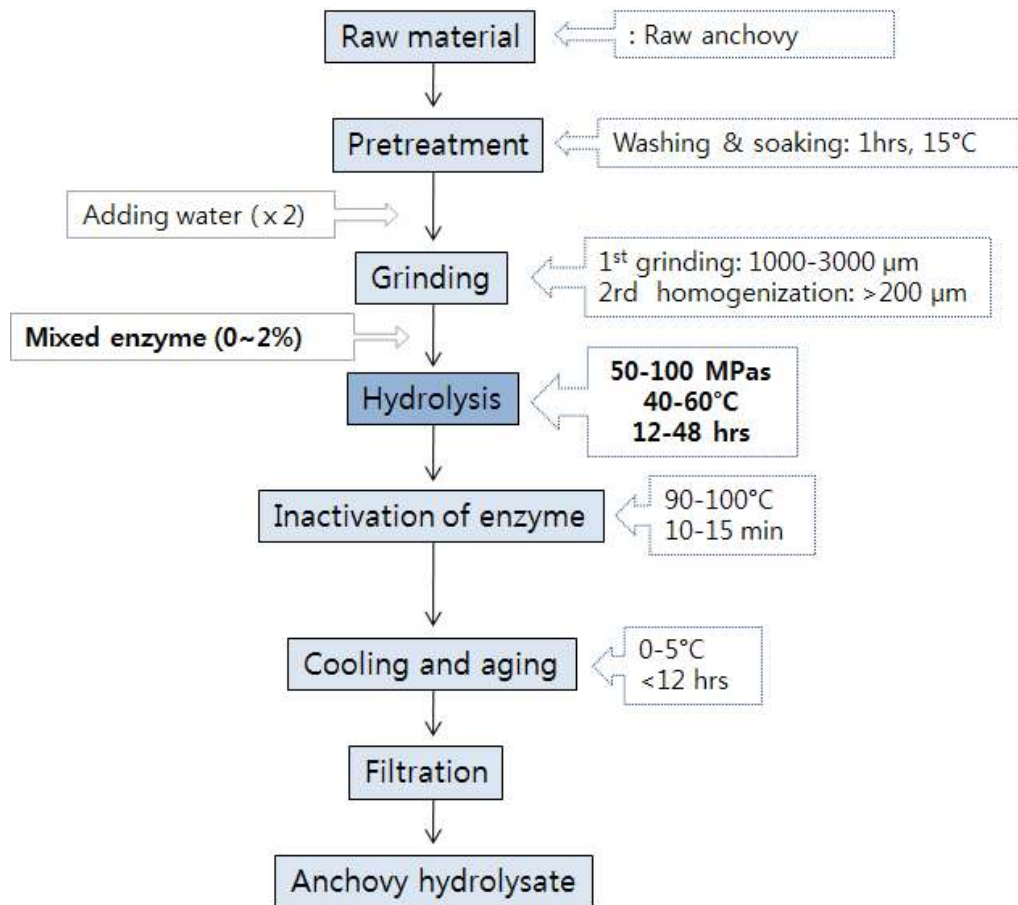 Raw material
: Raw anchovy
Pretreatment
Washing & soaking: 1hrs, 15°C
Adding water (x2)
Grinding
1st grinding: 1000-3000 μm
2rd homogenization: >200 μm
Mixed enzyme (0~2%)
Hydrolysis
50-100 MPas
40-60°C
12-48 hrs
Inactivation of enzyme
90-100°C
10-15 min
Cooling and aging
0-5°C
<12 hrs
Filtration
Anchovy hydrolysate